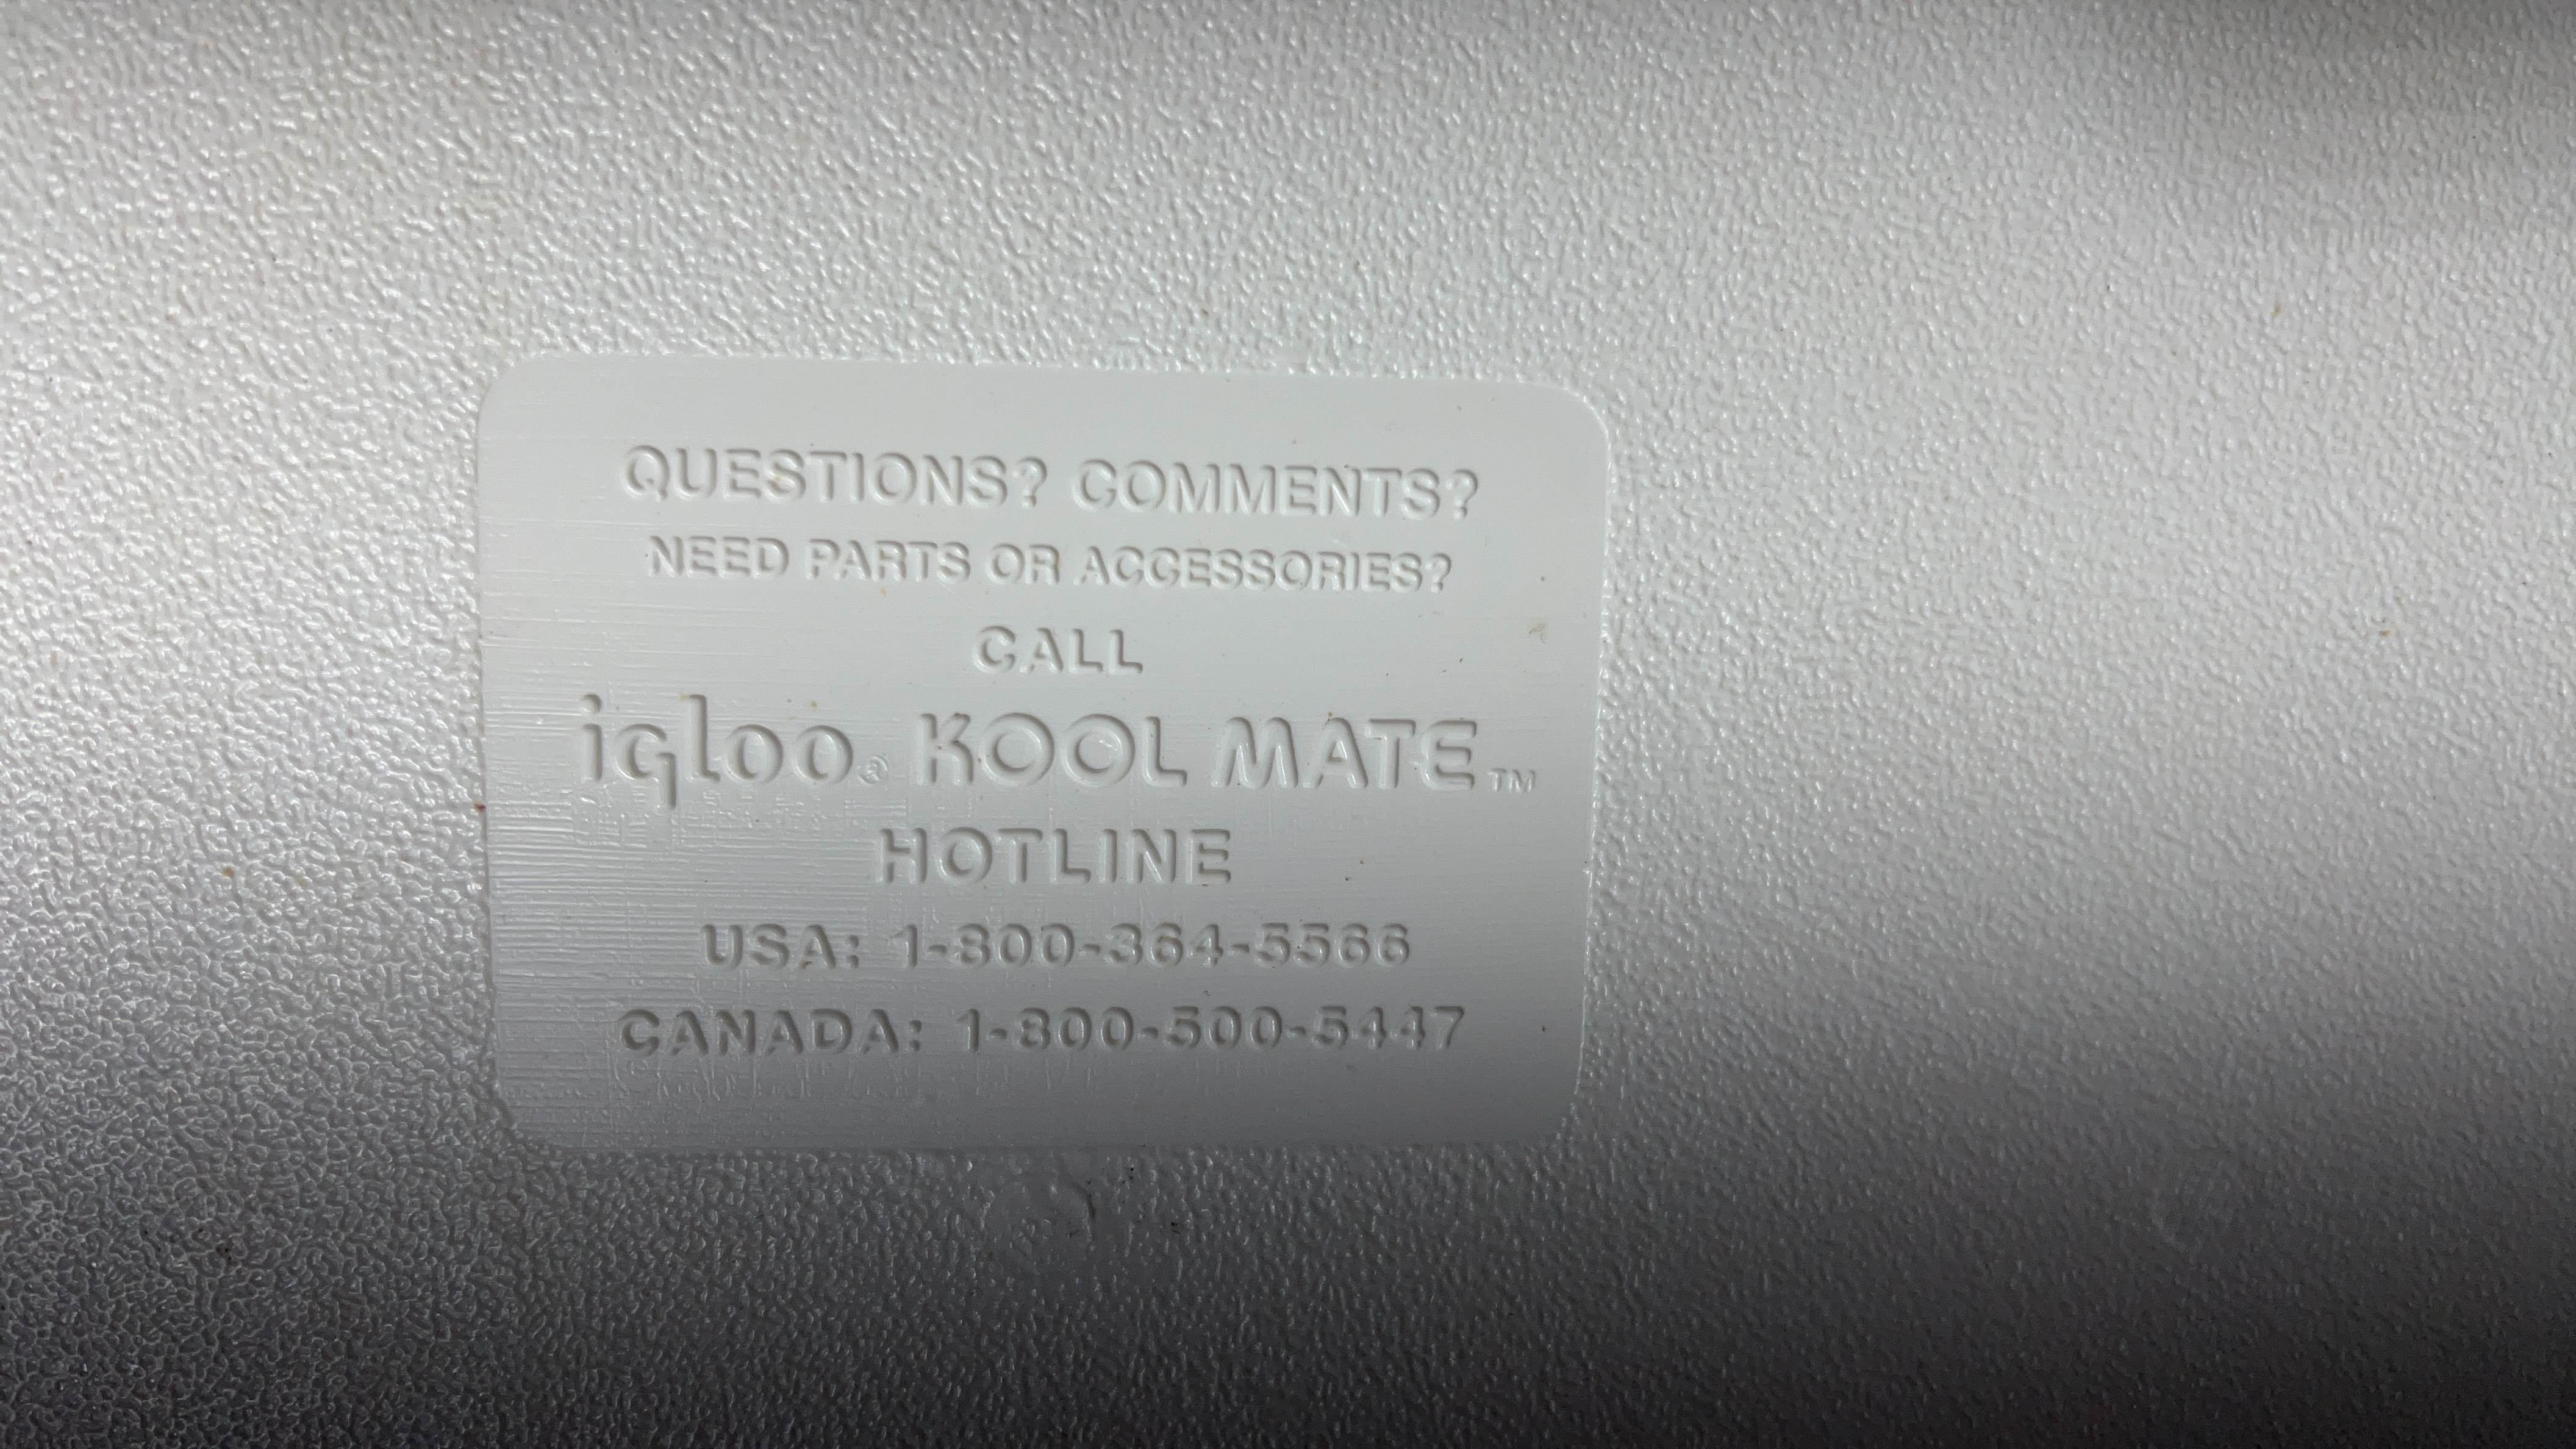 QUESTIONS? COMMENTS?
NEED PARTS OR ACCESSORIES?
CALL
igloo® KOOL MATE™
HOTLINE
USA: 1-800-364-5566
CANADA: 1-800-500-5447